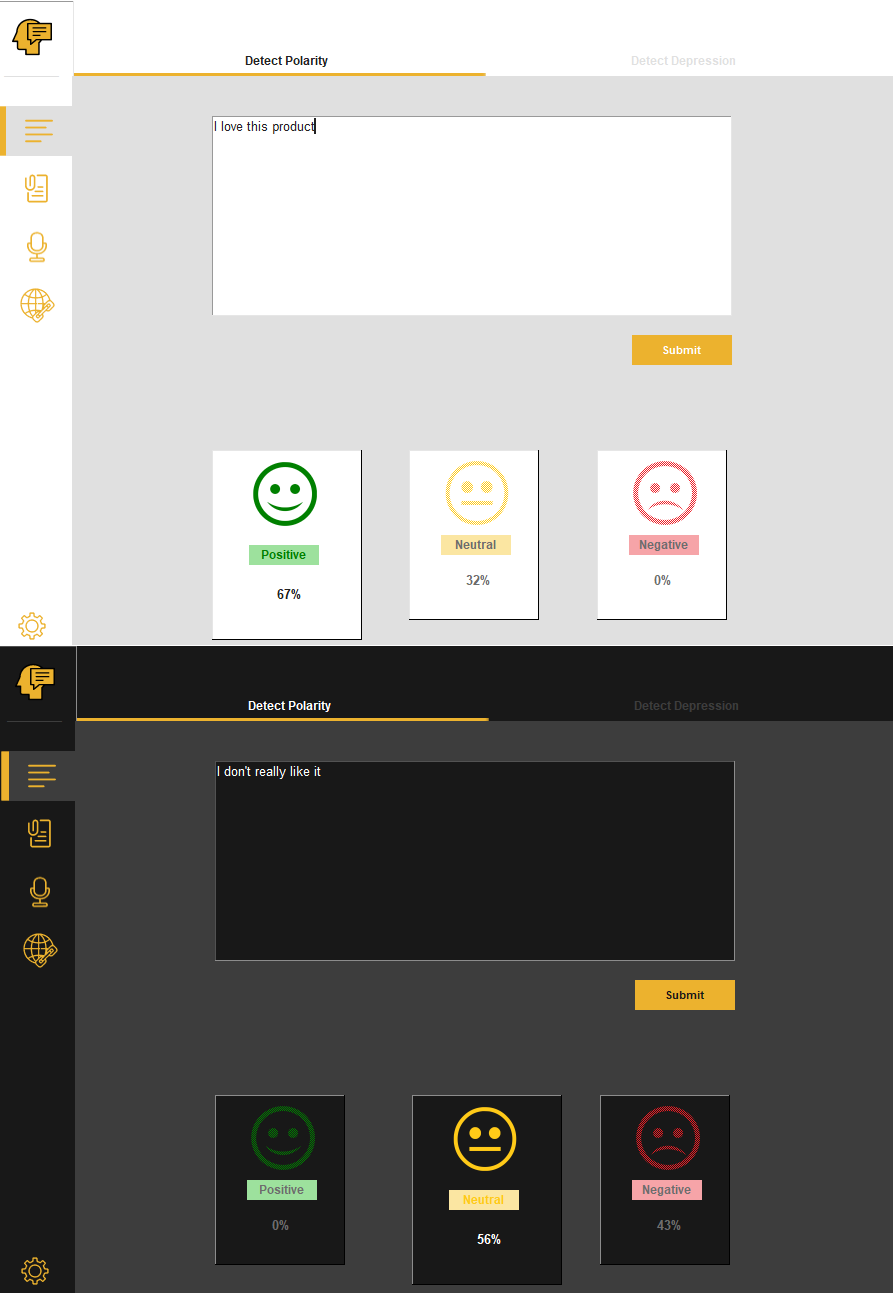 Detect Polarity Detect Depression
I love this product
Submit
Positive Neutral Negative
67% 32% 0%
Detect Polarity Detect Depression
I don't really like it
Submit
Positive Neutral Negative
0% 56% 43%